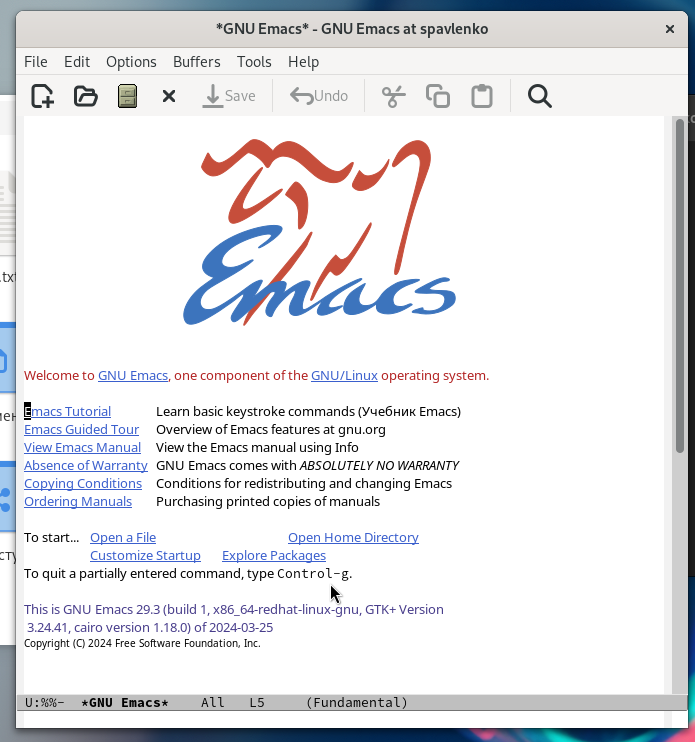 *GNU Emacs* - GNU Emacs at spavlenko
File Edit Options Buffers Tools Help
Save Undo
Emacs
Welcome to GNU Emacs, one component of the GNU/Linux operating system.
Emacs Tutorial Learn basic keystroke commands (Учебник Emacs)
Emacs Guided Tour Overview of Emacs features at gnu.org
View Emacs Manual View the Emacs manual using Info
Absence of Warranty GNU Emacs comes with ABSOLUTELY NO WARRANTY
Copying Conditions Conditions for redistributing and changing Emacs
Ordering Manuals Purchasing printed copies of manuals
To start... Open a File Open Home Directory
Customize Startup Explore Packages
To quit a partially entered command, type Control-g.
This is GNU Emacs 29.3 (build 1, x86_64-redhat-linux-gnu, GTK+ Version
3.24.41, cairo version 1.18.0) of 2024-03-25
Copyright (C) 2024 Free Software Foundation, Inc.
U:%%- *GNU Emacs* All L5 (Fundamental)
.txt